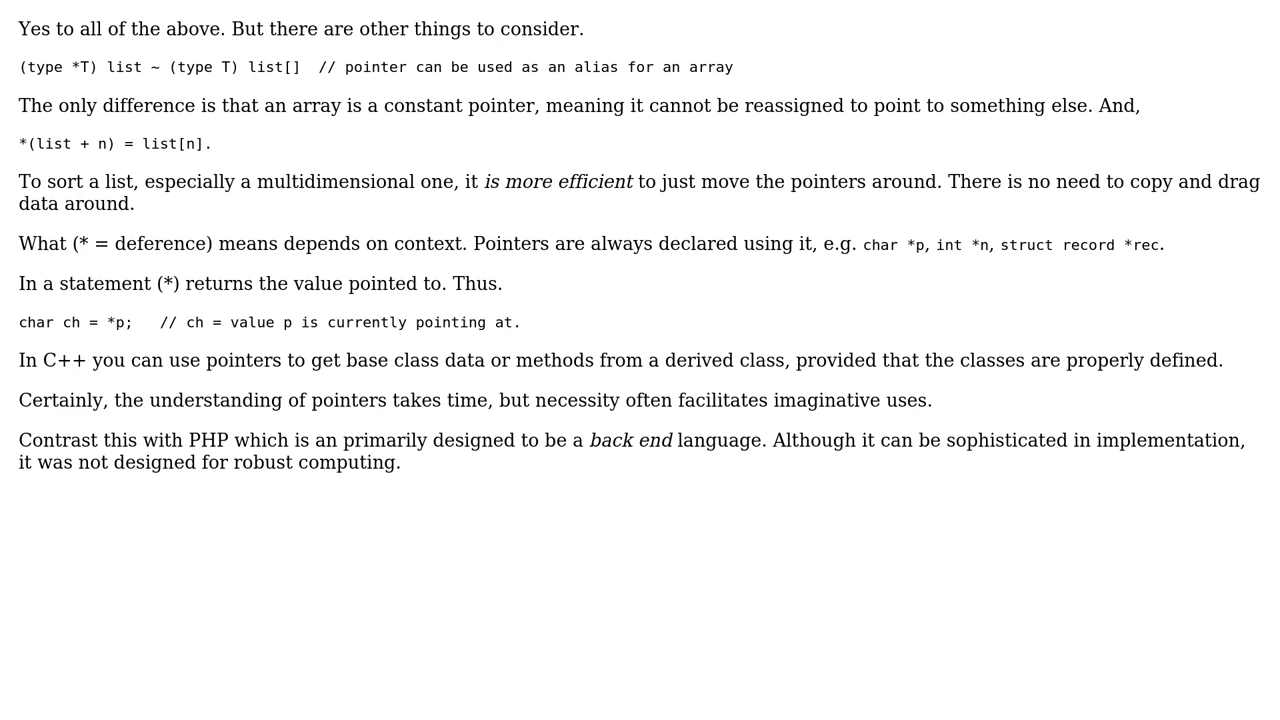 Yes to all of the above. But there are other things to consider.
(type *T) list ~ (type T) list[]  // pointer can be used as an alias for an array
The only difference is that an array is a constant pointer, meaning it cannot be reassigned to point to something else. And,
*(list + n) = list[n].
To sort a list, especially a multidimensional one, it is more efficient to just move the pointers around. There is no need to copy and drag
data around.
What (* = deference) means depends on context. Pointers are always declared using it, e.g. char *p, int *n, struct record *rec.
In a statement (*) returns the value pointed to. Thus.
char ch = *p;   // ch = value p is currently pointing at.
In C++ you can use pointers to get base class data or methods from a derived class, provided that the classes are properly defined.
Certainly, the understanding of pointers takes time, but necessity often facilitates imaginative uses.
Contrast this with PHP which is an primarily designed to be a back end language. Although it can be sophisticated in implementation,
it was not designed for robust computing.